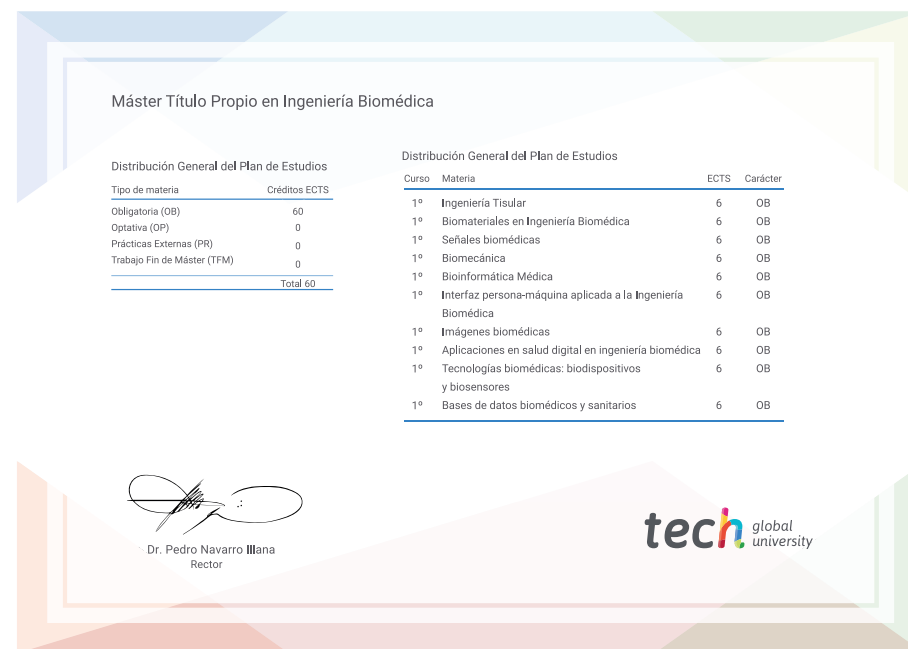 Máster Título Propio en Ingeniería Biomédica
Distribución General del Plan de Estudios
Tipo de materia Créditos ECTS
Obligatoria (OB) 60
Optativa (OP) 0
Prácticas Externas (PR) 0
Trabajo Fin de Máster (TFM) 0
Total 60
Distribución General del Plan de Estudios
Curso Materia ECTS Carácter
1º Ingeniería Tisular 6 OB
1º Biomateriales en Ingeniería Biomédica 6 OB
1º Señales biomédicas 6 OB
1º Biomecánica 6 OB
1º Bioinformática Médica 6 OB
1º Interfaz persona-máquina aplicada a la Ingeniería 6 OB
Biomédica
1º Imágenes biomédicas 6 OB
1º Aplicaciones en salud digital en ingeniería biomédica 6 OB
1º Tecnologías biomédicas: biodispositivos 6 OB
y biosensores
1º Bases de datos biomédicos y sanitarios 6 OB
Dr. Pedro Navarro Illana
Rector
tech global
university